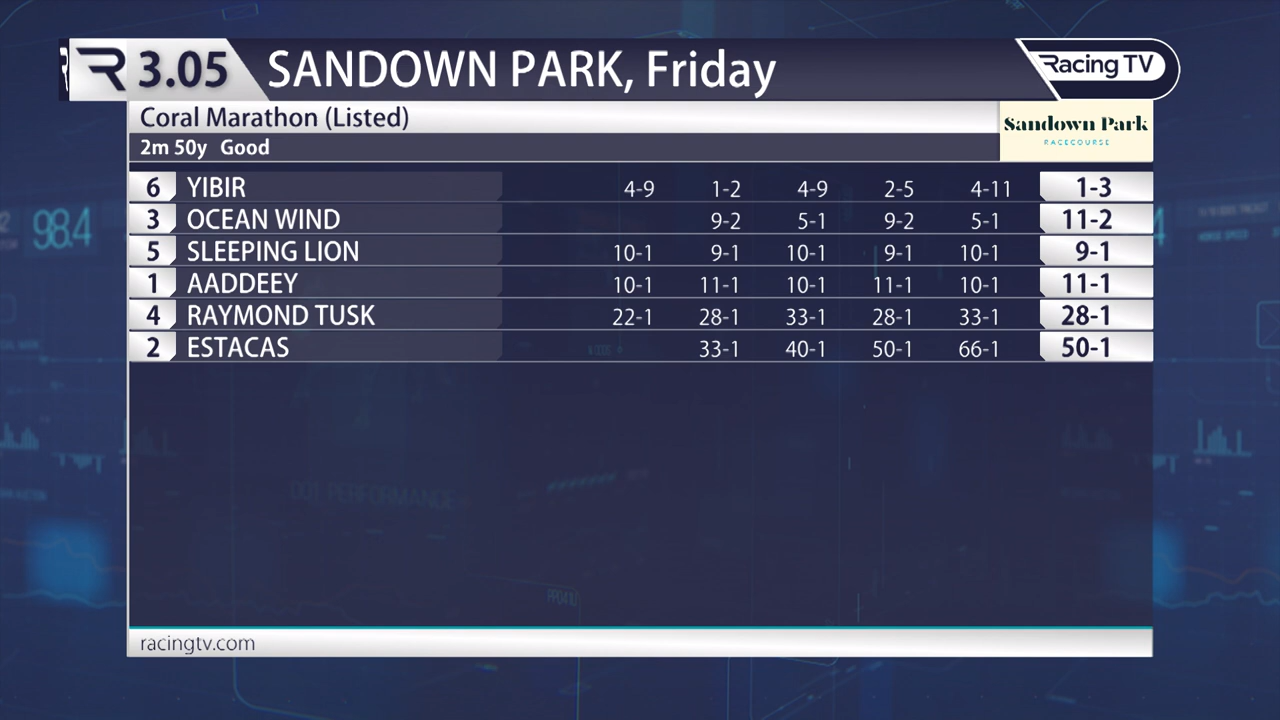 R 3.05 SANDOWN PARK, Friday Racing TV
Coral Marathon (Listed)
Sandown Park
RACECOURSE
2m 50y Good
6 YIBIR 4-9 1-2 4-9 2-5 4-11 1-3
3 OCEAN WIND 9-2 5-1 9-2 5-1 11-2
5 SLEEPING LION 10-1 9-1 10-1 9-1 10-1 9-1
1 AADDEEY 10-1 11-1 10-1 11-1 10-1 11-1
4 RAYMOND TUSK 22-1 28-1 33-1 28-1 33-1 28-1
2 ESTACAS 33-1 40-1 50-1 66-1 50-1
98.4
racingtv.com